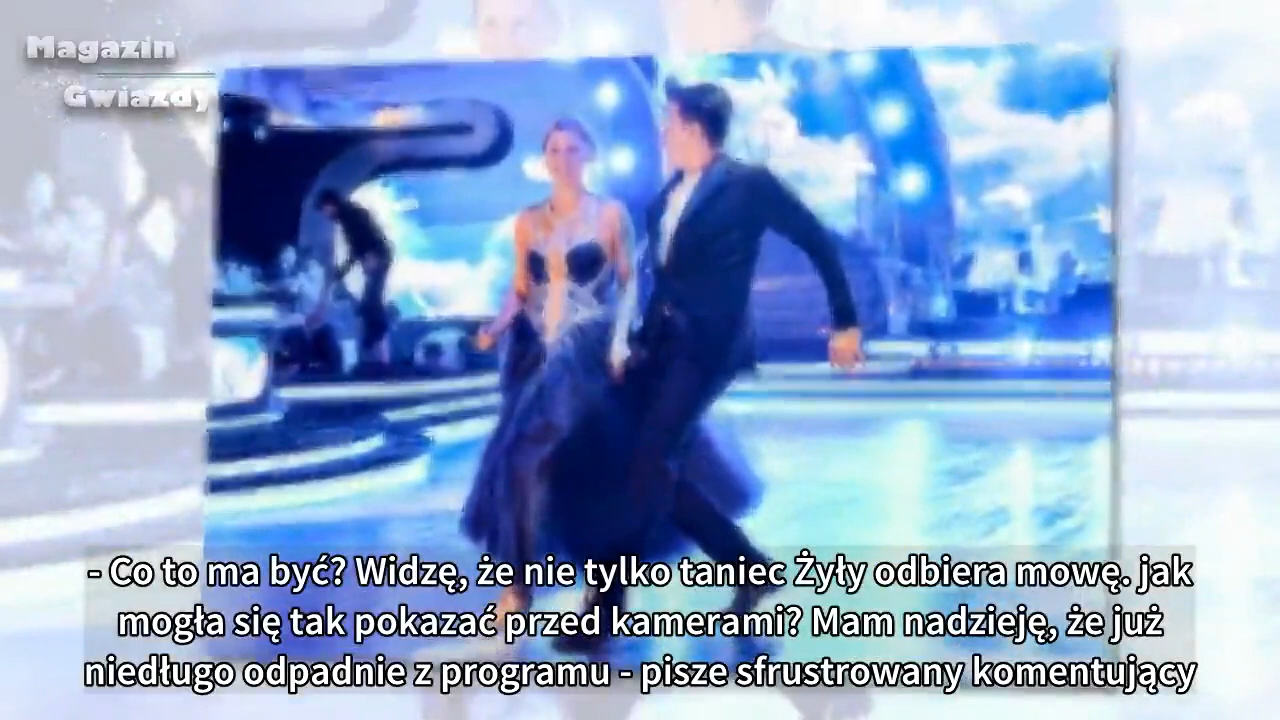 Magazin
Gwiazdy
- Co to ma być? Widzę, że nie tylko taniec Żyły odbiera mowę. jak
mogła się tak pokazać przed kamerami? Mam nadzieję, że już
niedługo odpadnie z programu - pisze sfrustrowany komentujący